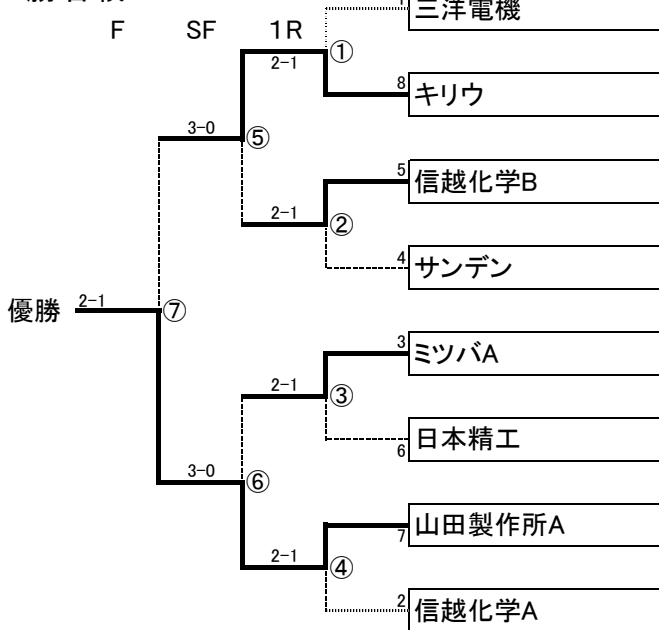 F SF 1R
1 三洋電機
2-1 ①
8 キリウ
3-0 ⑤
5 信越化学B
2-1 ②
4 サンデン
優勝 2-1 ⑦
3 ミツバA
2-1 ③
6 日本精工
3-0 ⑥
7 山田製作所A
2-1 ④
2 信越化学A